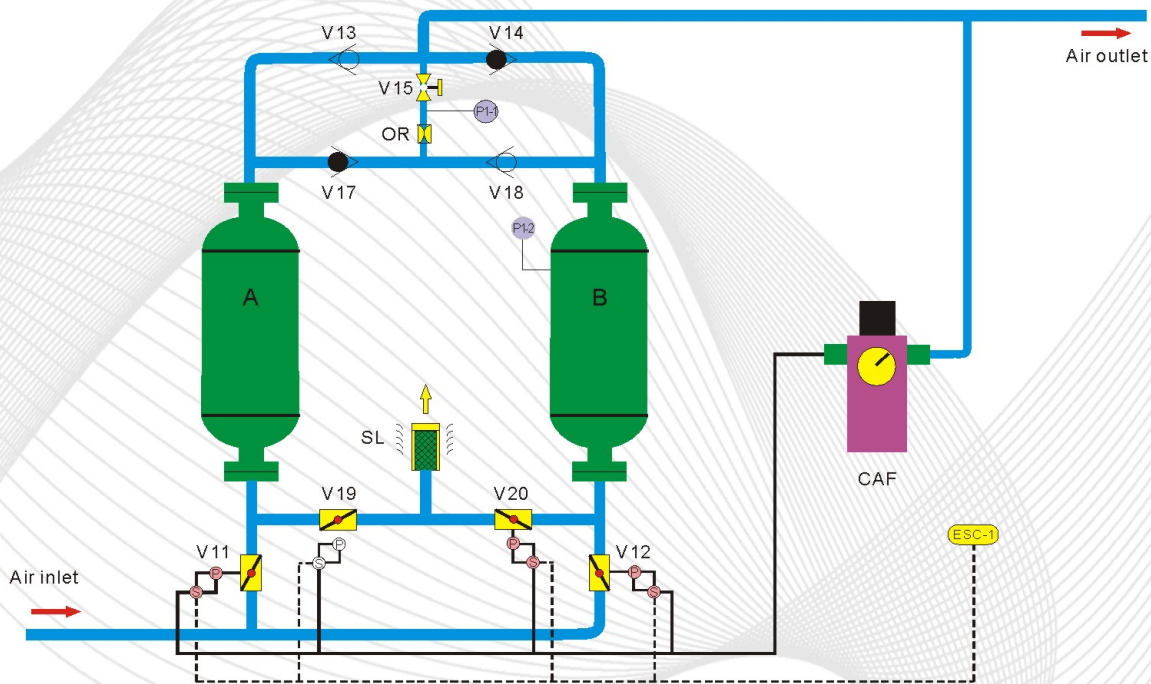 V13
V14
Air outlet
V15
P1-1
OR
V17
V18
P1-2
A
B
SL
CAF
V19
V20
ESC-1
V11
P
S
P
S
P
S
V12
P
S
Air inlet